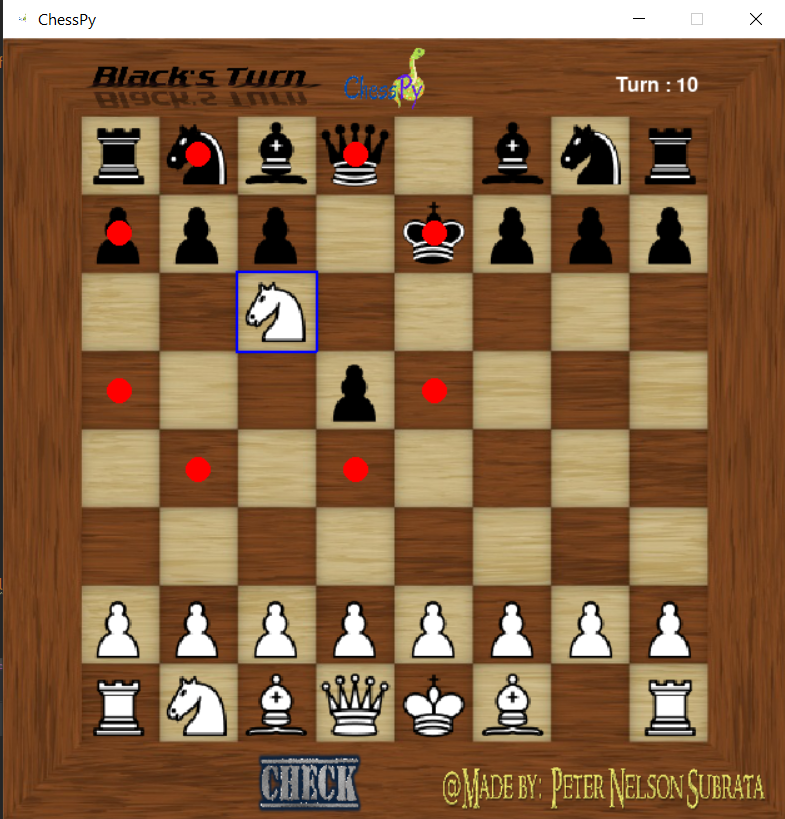 ChessPy
Black's Turn
ChessPy
Turn : 10
CHECK
@Made by: Peter Nelson Subrata